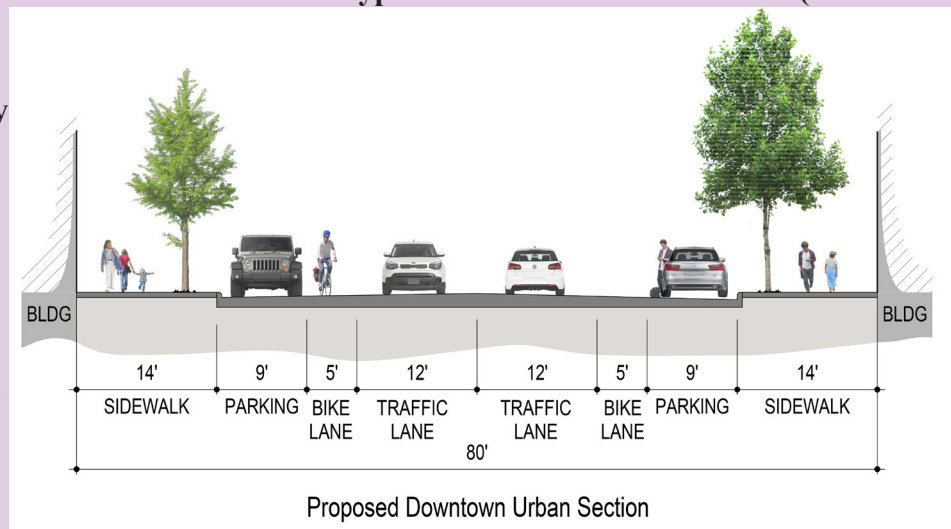 BLDG
BLDG
14' 9' 5' 12' 12' 5' 9' 14'
SIDEWALK PARKING BIKE LANE TRAFFIC LANE TRAFFIC LANE BIKE LANE PARKING SIDEWALK
80'
Proposed Downtown Urban Section